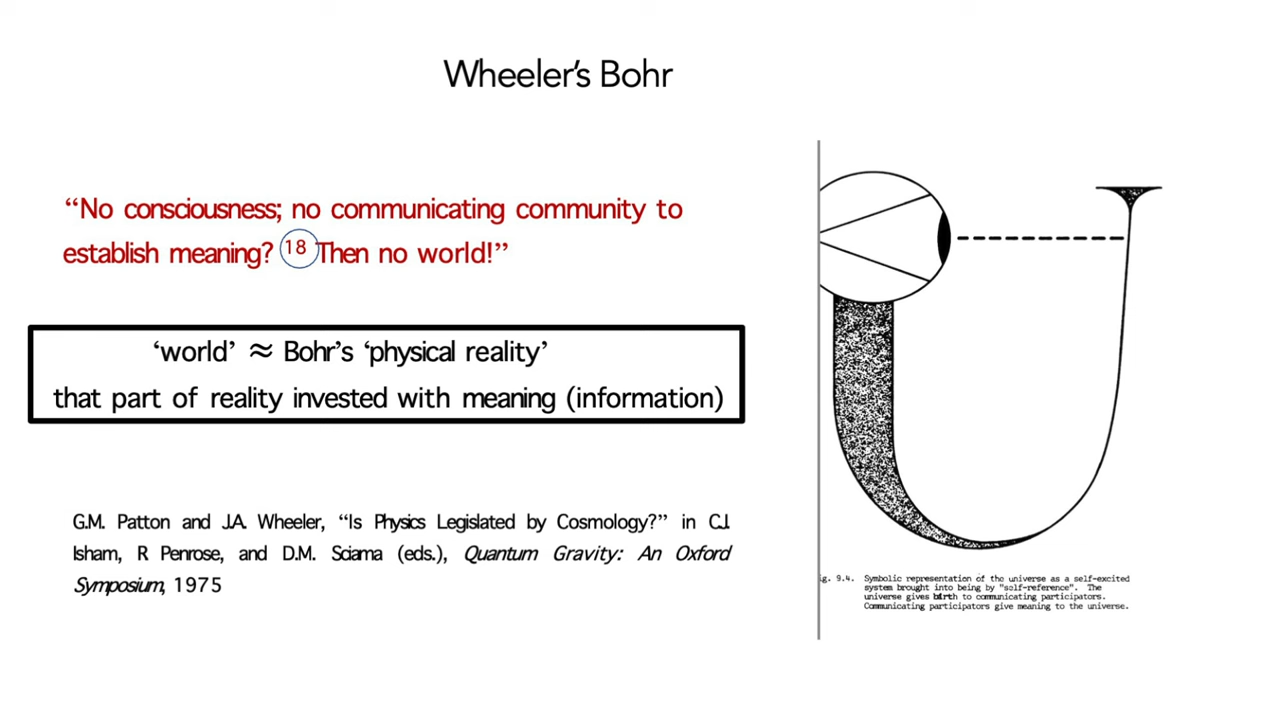 Wheeler's Bohr
“No consciousness; no communicating community to
establish meaning? 18 Then no world!”
‘world’ ≈ Bohr's ‘physical reality’
that part of reality invested with meaning (information)
G.M. Patton and J.A. Wheeler, “Is Physics Legislated by Cosmology?” in C.J.
Isham, R Penrose, and D.M. Sciama (eds.), Quantum Gravity: An Oxford
Symposium, 1975
ig. 9.4. Symbolic representation of the universe as a self-excited
system brought into being by "self-reference". The
universe gives birth to communicating participators.
Communicating participators give meaning to the universe.